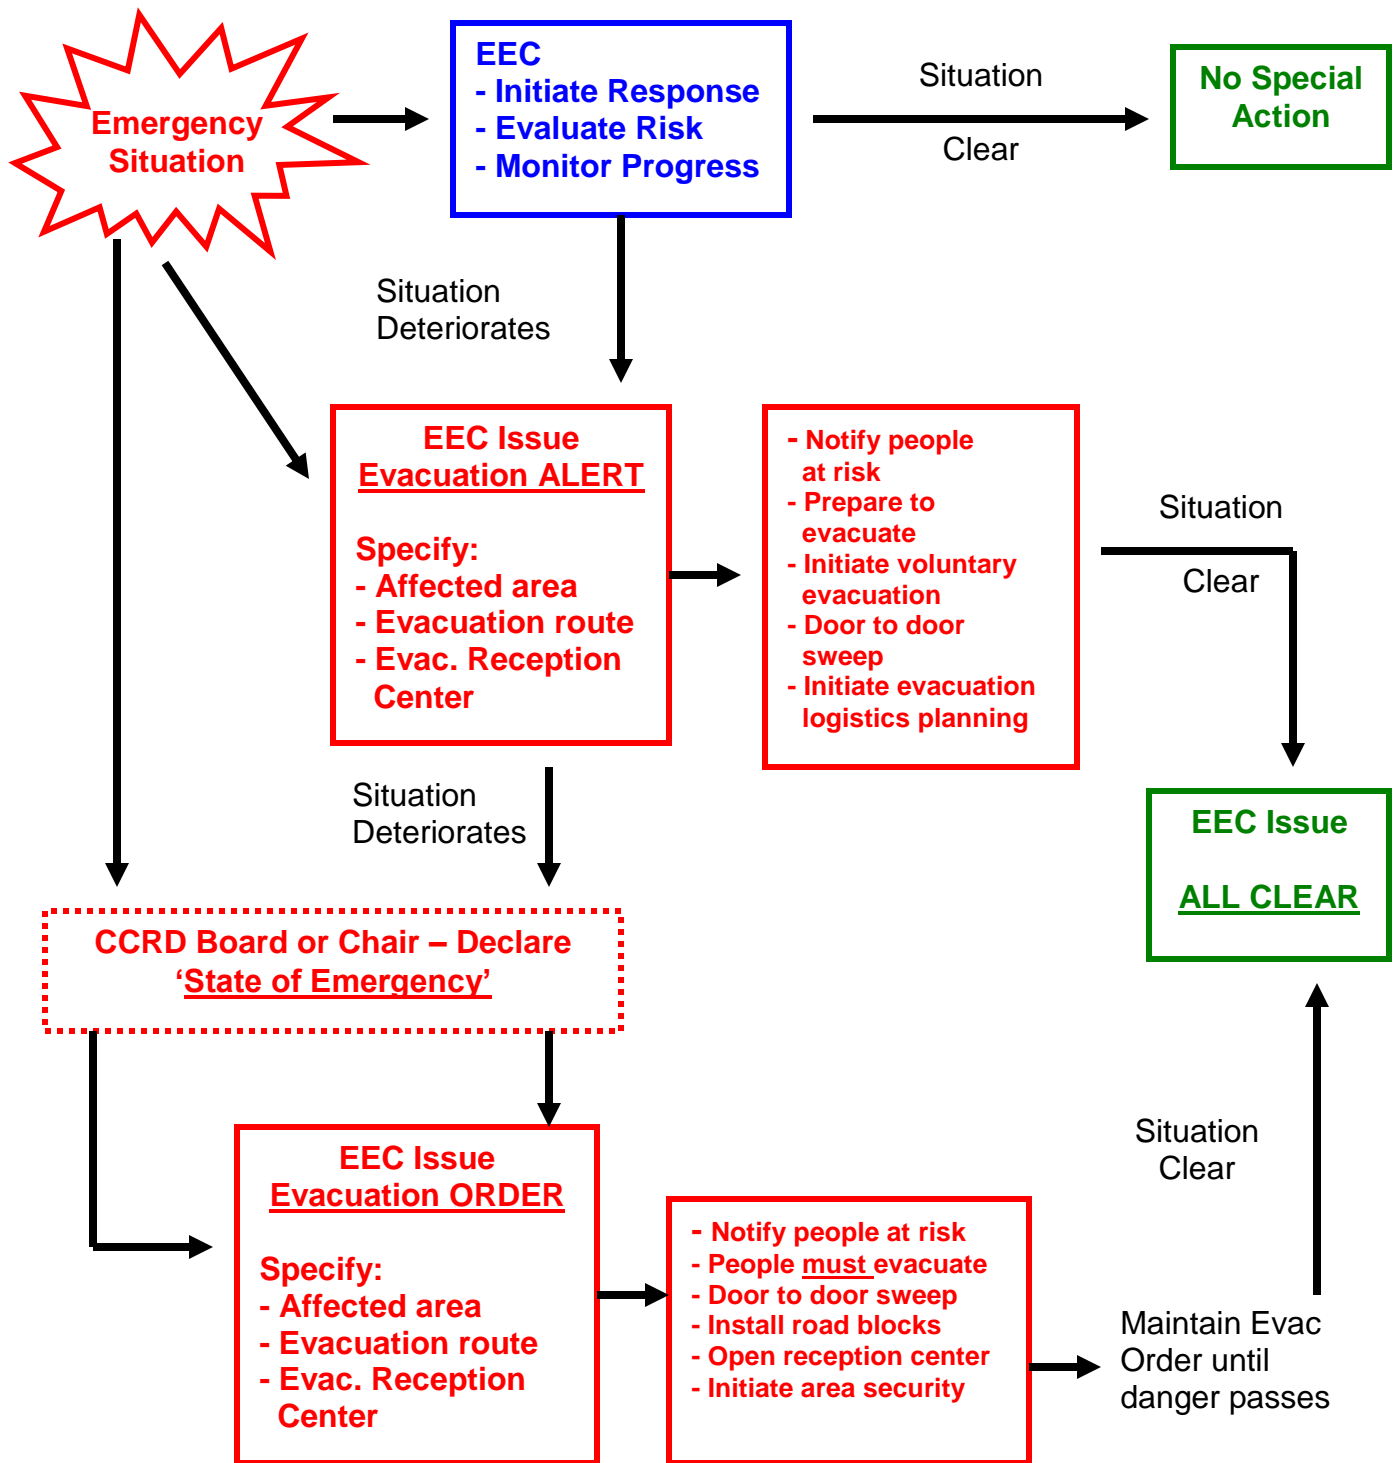 Emergency
Situation
EEC
- Initiate Response
- Evaluate Risk
- Monitor Progress
Situation
Clear
No Special
Action
Situation
Deteriorates
EEC Issue
Evacuation ALERT
Specify:
- Affected area
- Evacuation route
- Evac. Reception
Center
- Notify people
at risk
- Prepare to
evacuate
- Initiate voluntary
evacuation
- Door to door
sweep
- Initiate evacuation
logistics planning
Situation
Clear
Situation
Deteriorates
EEC Issue
ALL CLEAR
CCRD Board or Chair – Declare
‘State of Emergency’
EEC Issue
Evacuation ORDER
Specify:
- Affected area
- Evacuation route
- Evac. Reception
Center
- Notify people at risk
- People must evacuate
- Door to door sweep
- Install road blocks
- Open reception center
- Initiate area security
Situation
Clear
Maintain Evac
Order until
danger passes